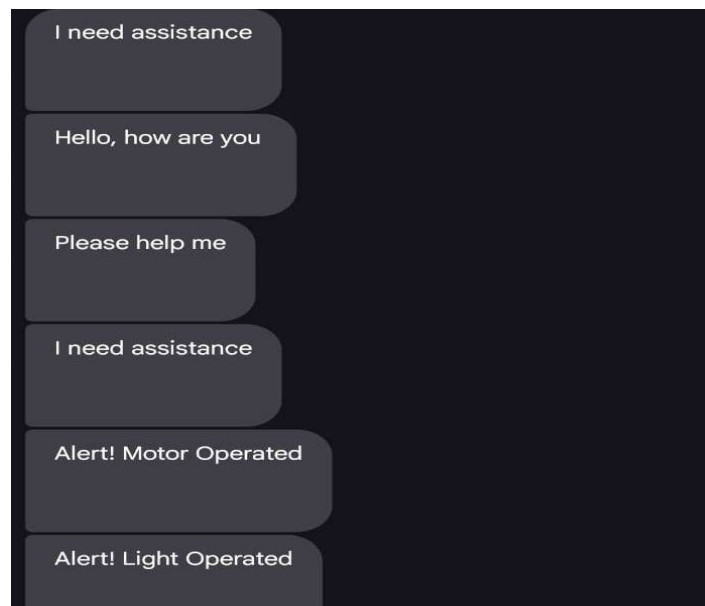 I need assistance
Hello, how are you
Please help me
I need assistance
Alert! Motor Operated
Alert! Light Operated